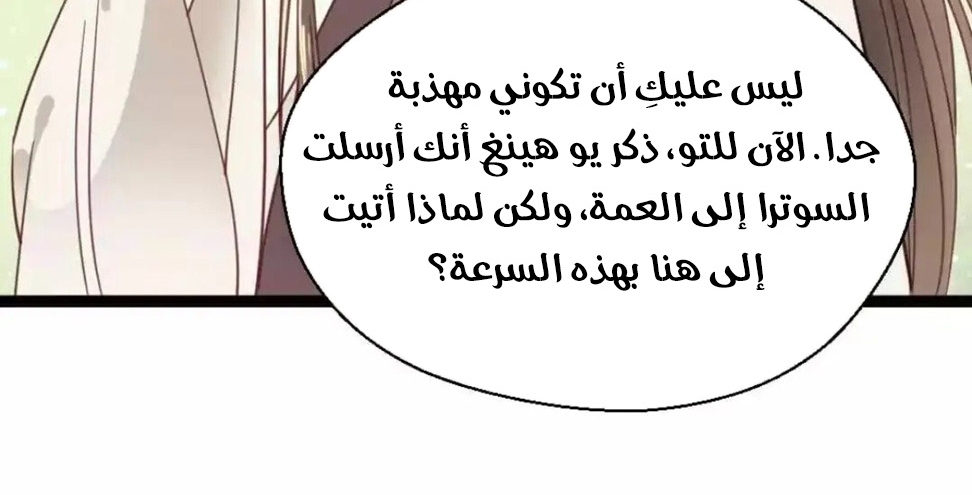 ليس عليكِ أن تكوني مهذبة
جدا. الآن للتو، ذكر يو هينغ أنك أرسلت
السوترا إلى العمة، ولكن لماذا أتيت
إلى هنا بهذه السرعة؟